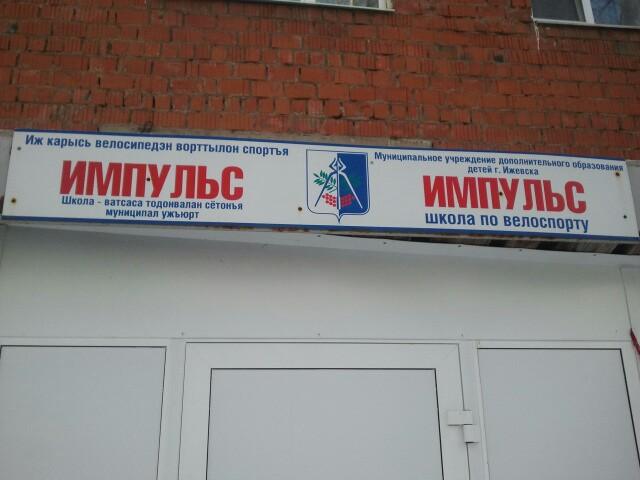 Иж карысь велосипедэн ворттылон спортъя
ИМПУЛЬС
Школа - ватсаса тодонвалан сётонъя
муниципал ужъюрт
Муниципальное учреждение дополнительного образования
детей г. Ижевска
ИМПУЛЬС
школа по велоспорту